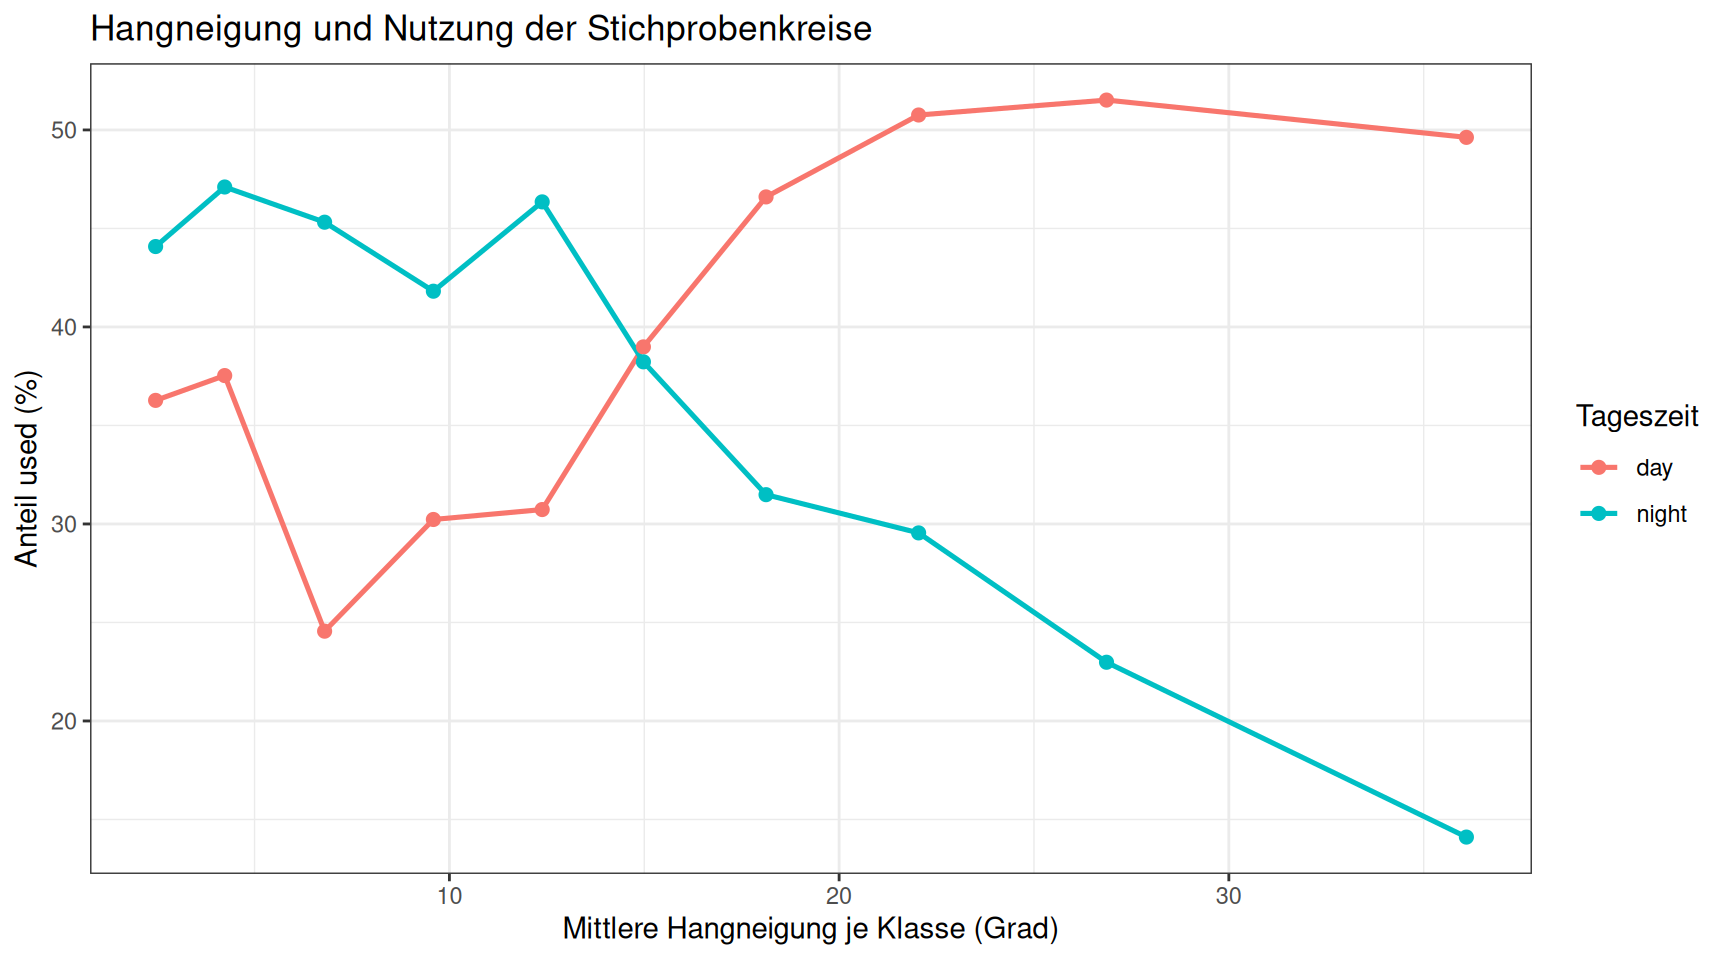 Hangneigung und Nutzung der Stichprobenkreise
50
40
30
20
Anteil used (%)
10 20 30
Mittlere Hangneigung je Klasse (Grad)
Tageszeit
day
night